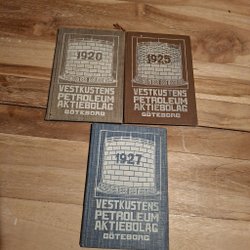 1920
VESTKUSTENS
PETROLEUM
AKTIEBOLAG
GÖTEBORG
1925
VESTKUSTENS
PETROLEUM
AKTIEBOLAG
GÖTEBORG
1927
VESTKUSTENS
PETROLEUM
AKTIEBOLAG
GÖTEBORG